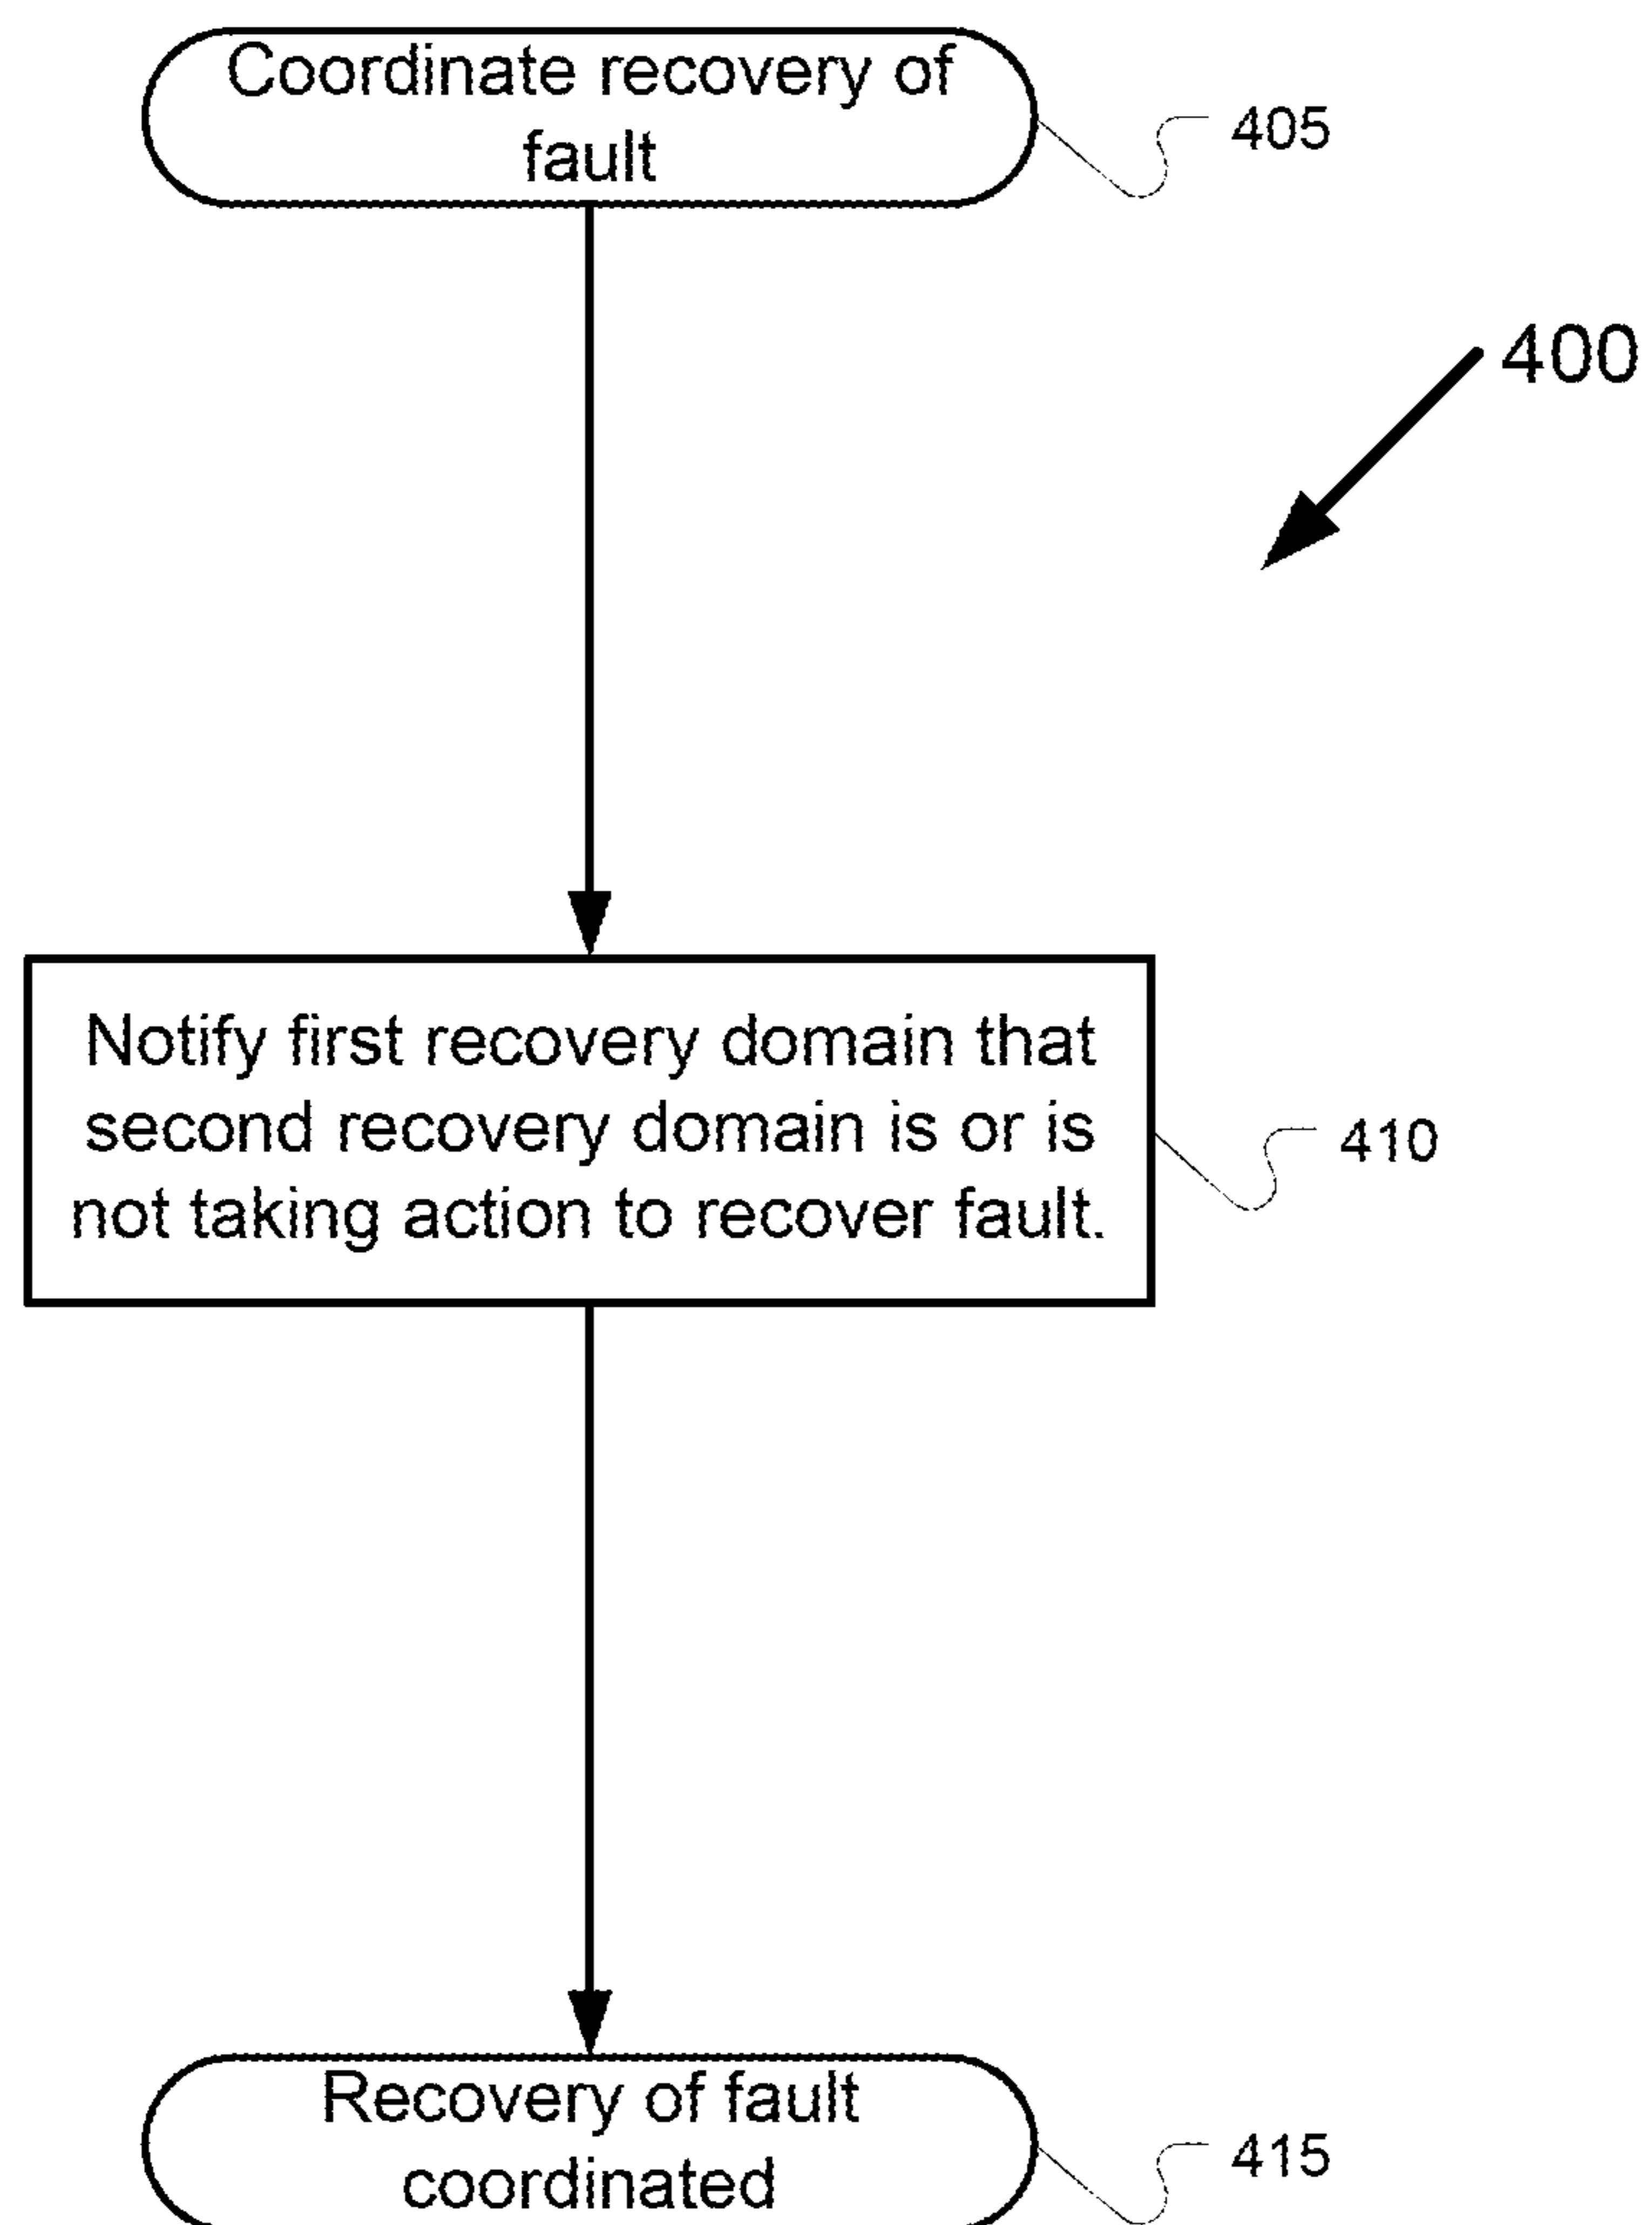 Coordinate recovery of
fault
405
400
Notify first recovery domain that
second recovery domain is or is
not taking action to recover fault.
410
Recovery of fault
coordinated
415